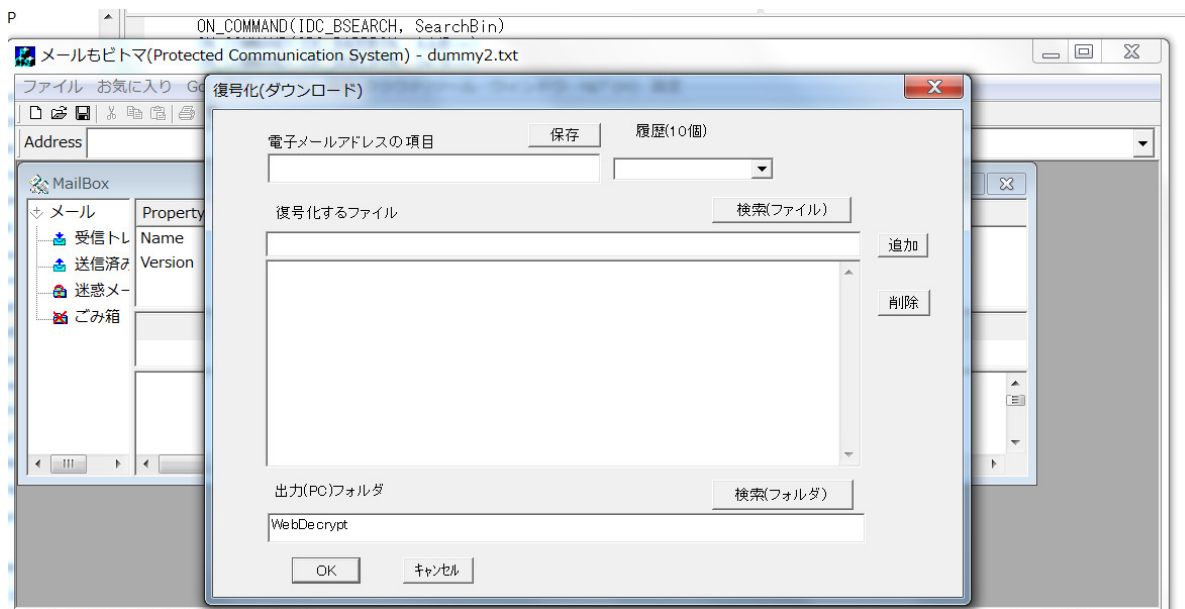 P
ON_COMMAND(IDC_BSEARCH, SearchBin)
メールもビトマ(Protected Communication System) - dummy2.txt
ファイル お気に入り Go
復号化(ダウンロード)
Address
電子メールアドレスの項目
保存
履歴(10個)
MailBox
メール
Property
復号化するファイル
検索(ファイル)
受信トレ
Name
追加
送信済み
Version
迷惑メー
削除
ごみ箱
出力(PC)フォルダ
検索(フォルダ)
WebDecrypt
OK
キャンセル